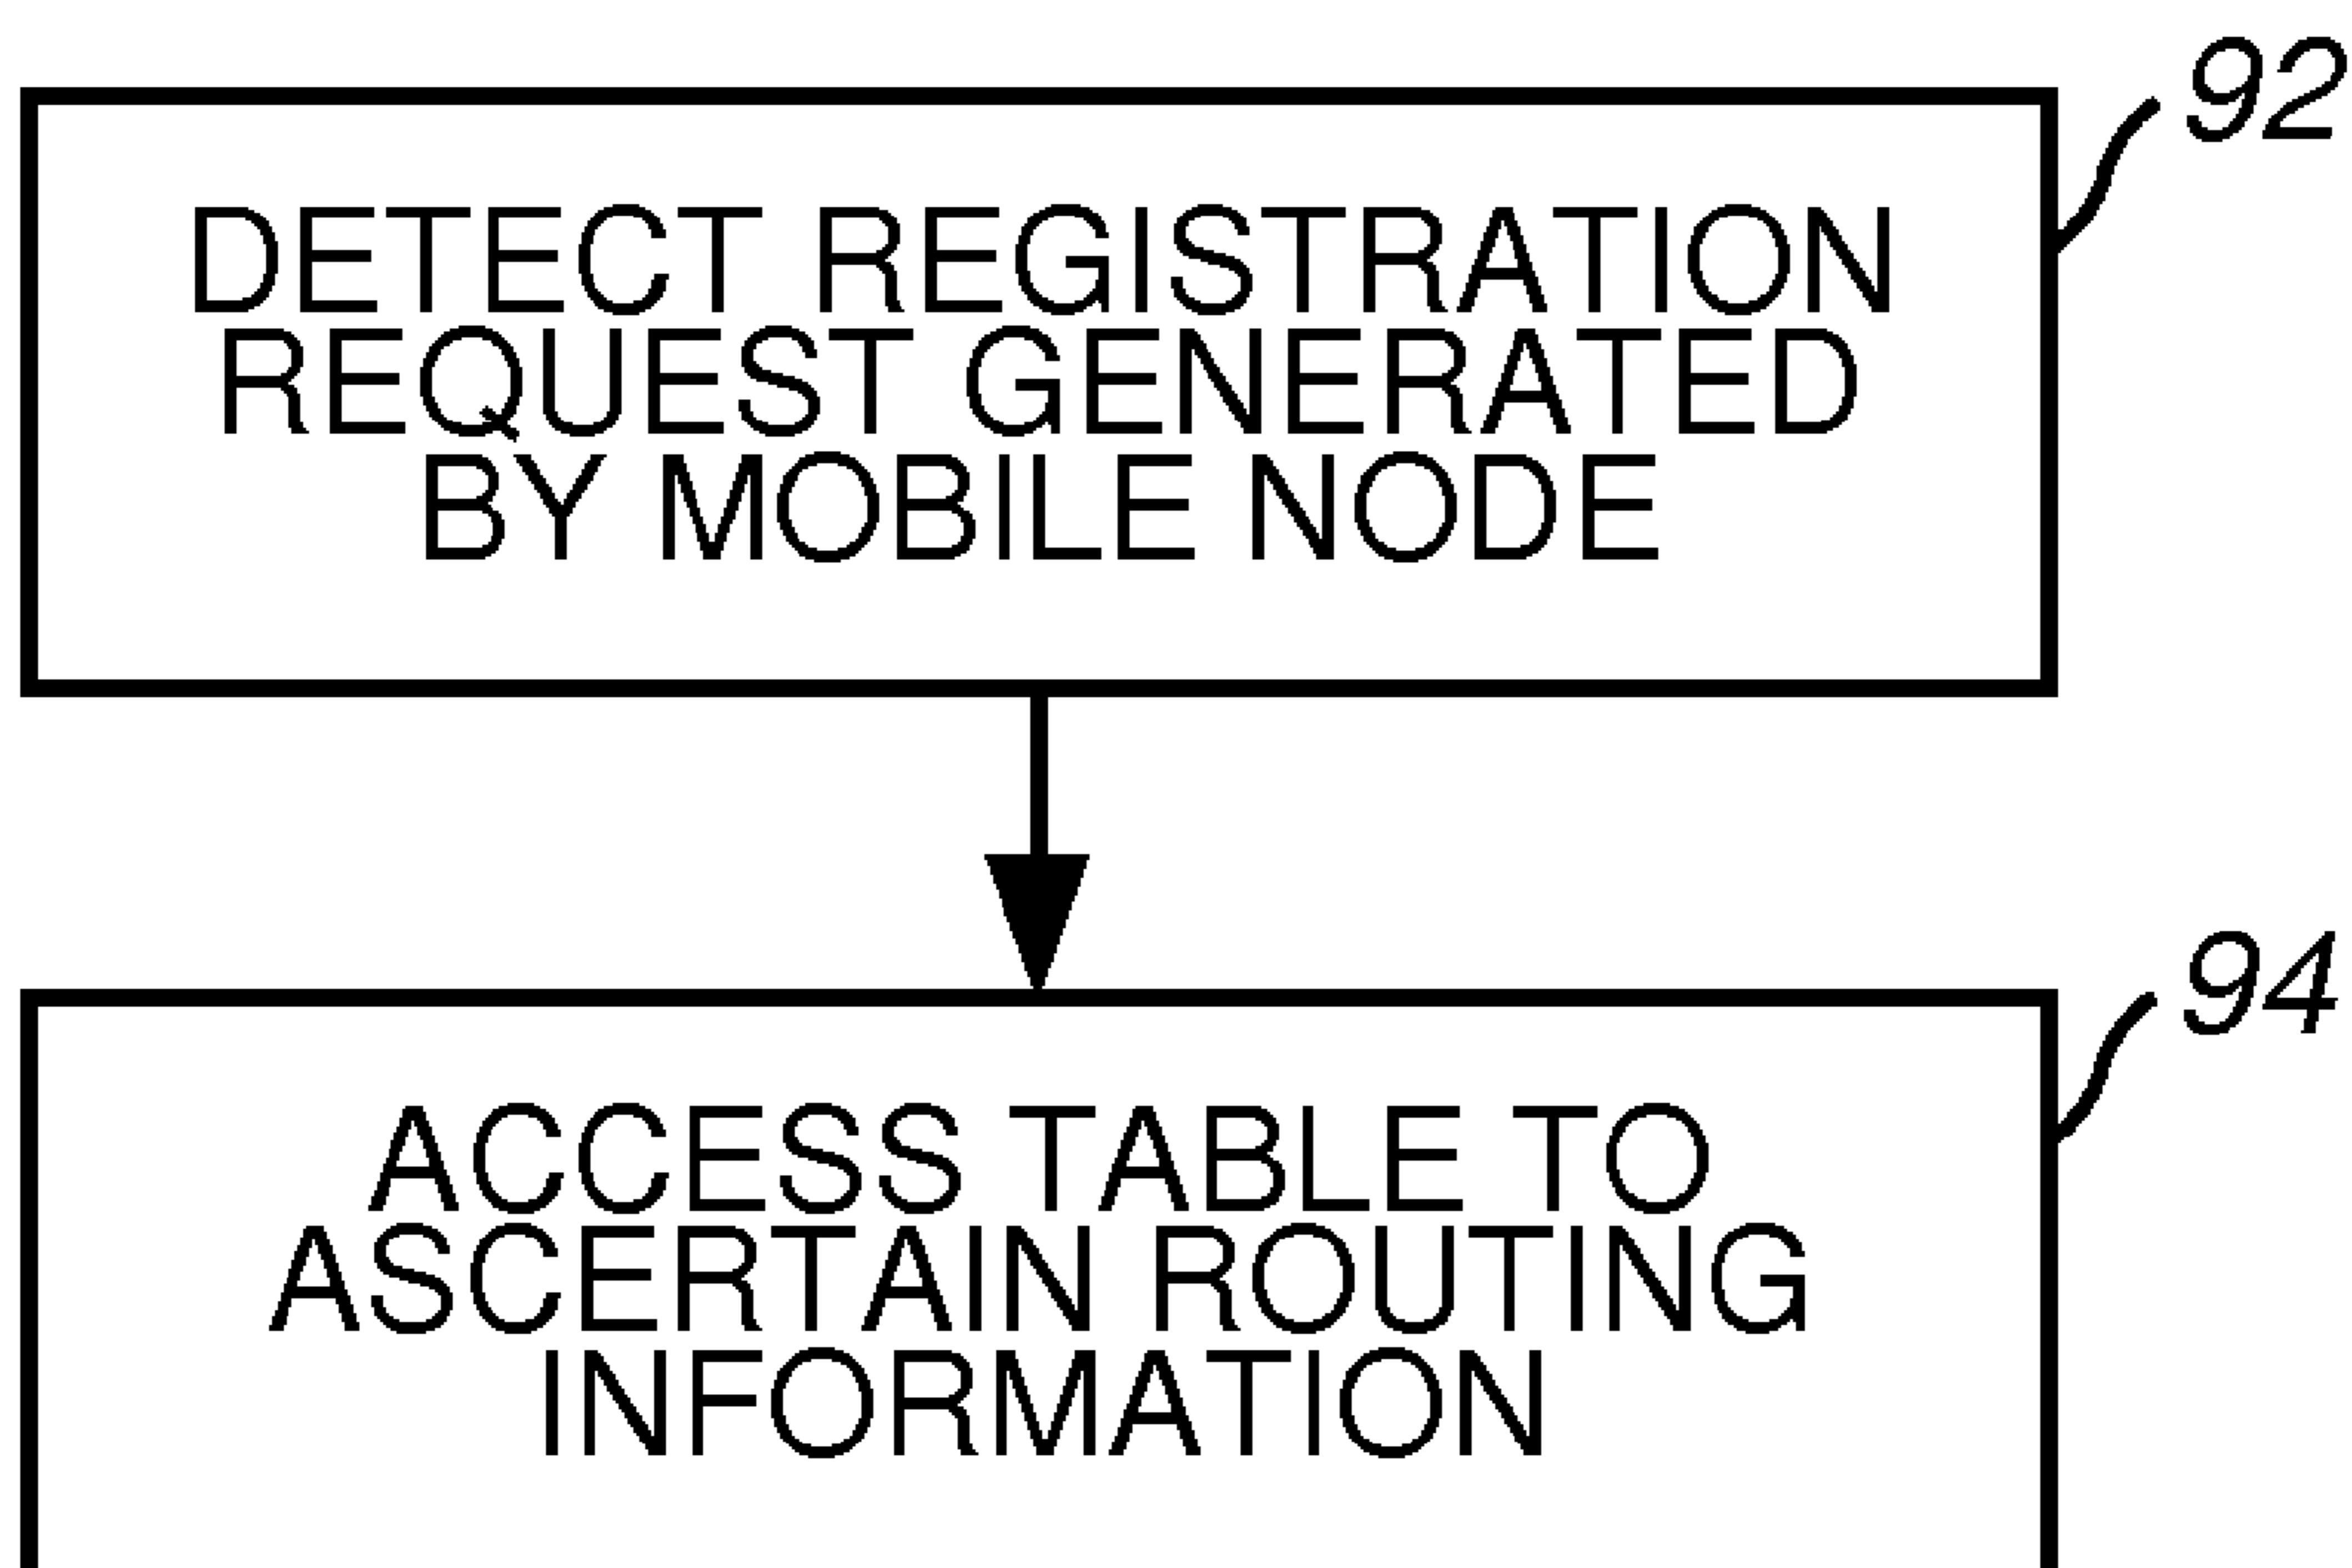 92
DETECT REGISTRATION
REQUEST GENERATED
BY MOBILE NODE
94
ACCESS TABLE TO
ASCERTAIN ROUTING
INFORMATION